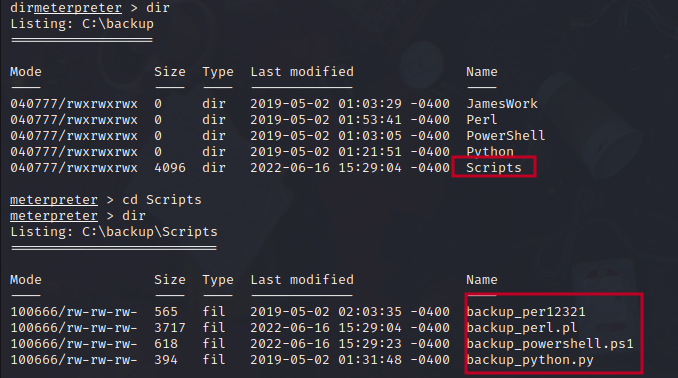 dirmeterpreter > dir
Listing: C:\backup
==================
Mode Size Type Last modified Name
---- ---- ---- ------------- ----
040777/rwxrwxrwx 0 dir 2019-05-02 01:03:29 -0400 JamesWork
040777/rwxrwxrwx 0 dir 2019-05-02 01:53:41 -0400 Perl
040777/rwxrwxrwx 0 dir 2019-05-02 01:03:05 -0400 PowerShell
040777/rwxrwxrwx 0 dir 2019-05-02 01:21:51 -0400 Python
040777/rwxrwxrwx 4096 dir 2022-06-16 15:29:04 -0400 Scripts
meterpreter > cd Scripts
meterpreter > dir
Listing: C:\backup\Scripts
==========================
Mode Size Type Last modified Name
---- ---- ---- ------------- ----
100666/rw-rw-rw- 565 fil 2019-05-02 02:03:35 -0400 backup_per12321
100666/rw-rw-rw- 3717 fil 2022-06-16 15:29:04 -0400 backup_perl.pl
100666/rw-rw-rw- 618 fil 2022-06-16 15:29:23 -0400 backup_powershell.ps1
100666/rw-rw-rw- 394 fil 2019-05-02 01:31:48 -0400 backup_python.py